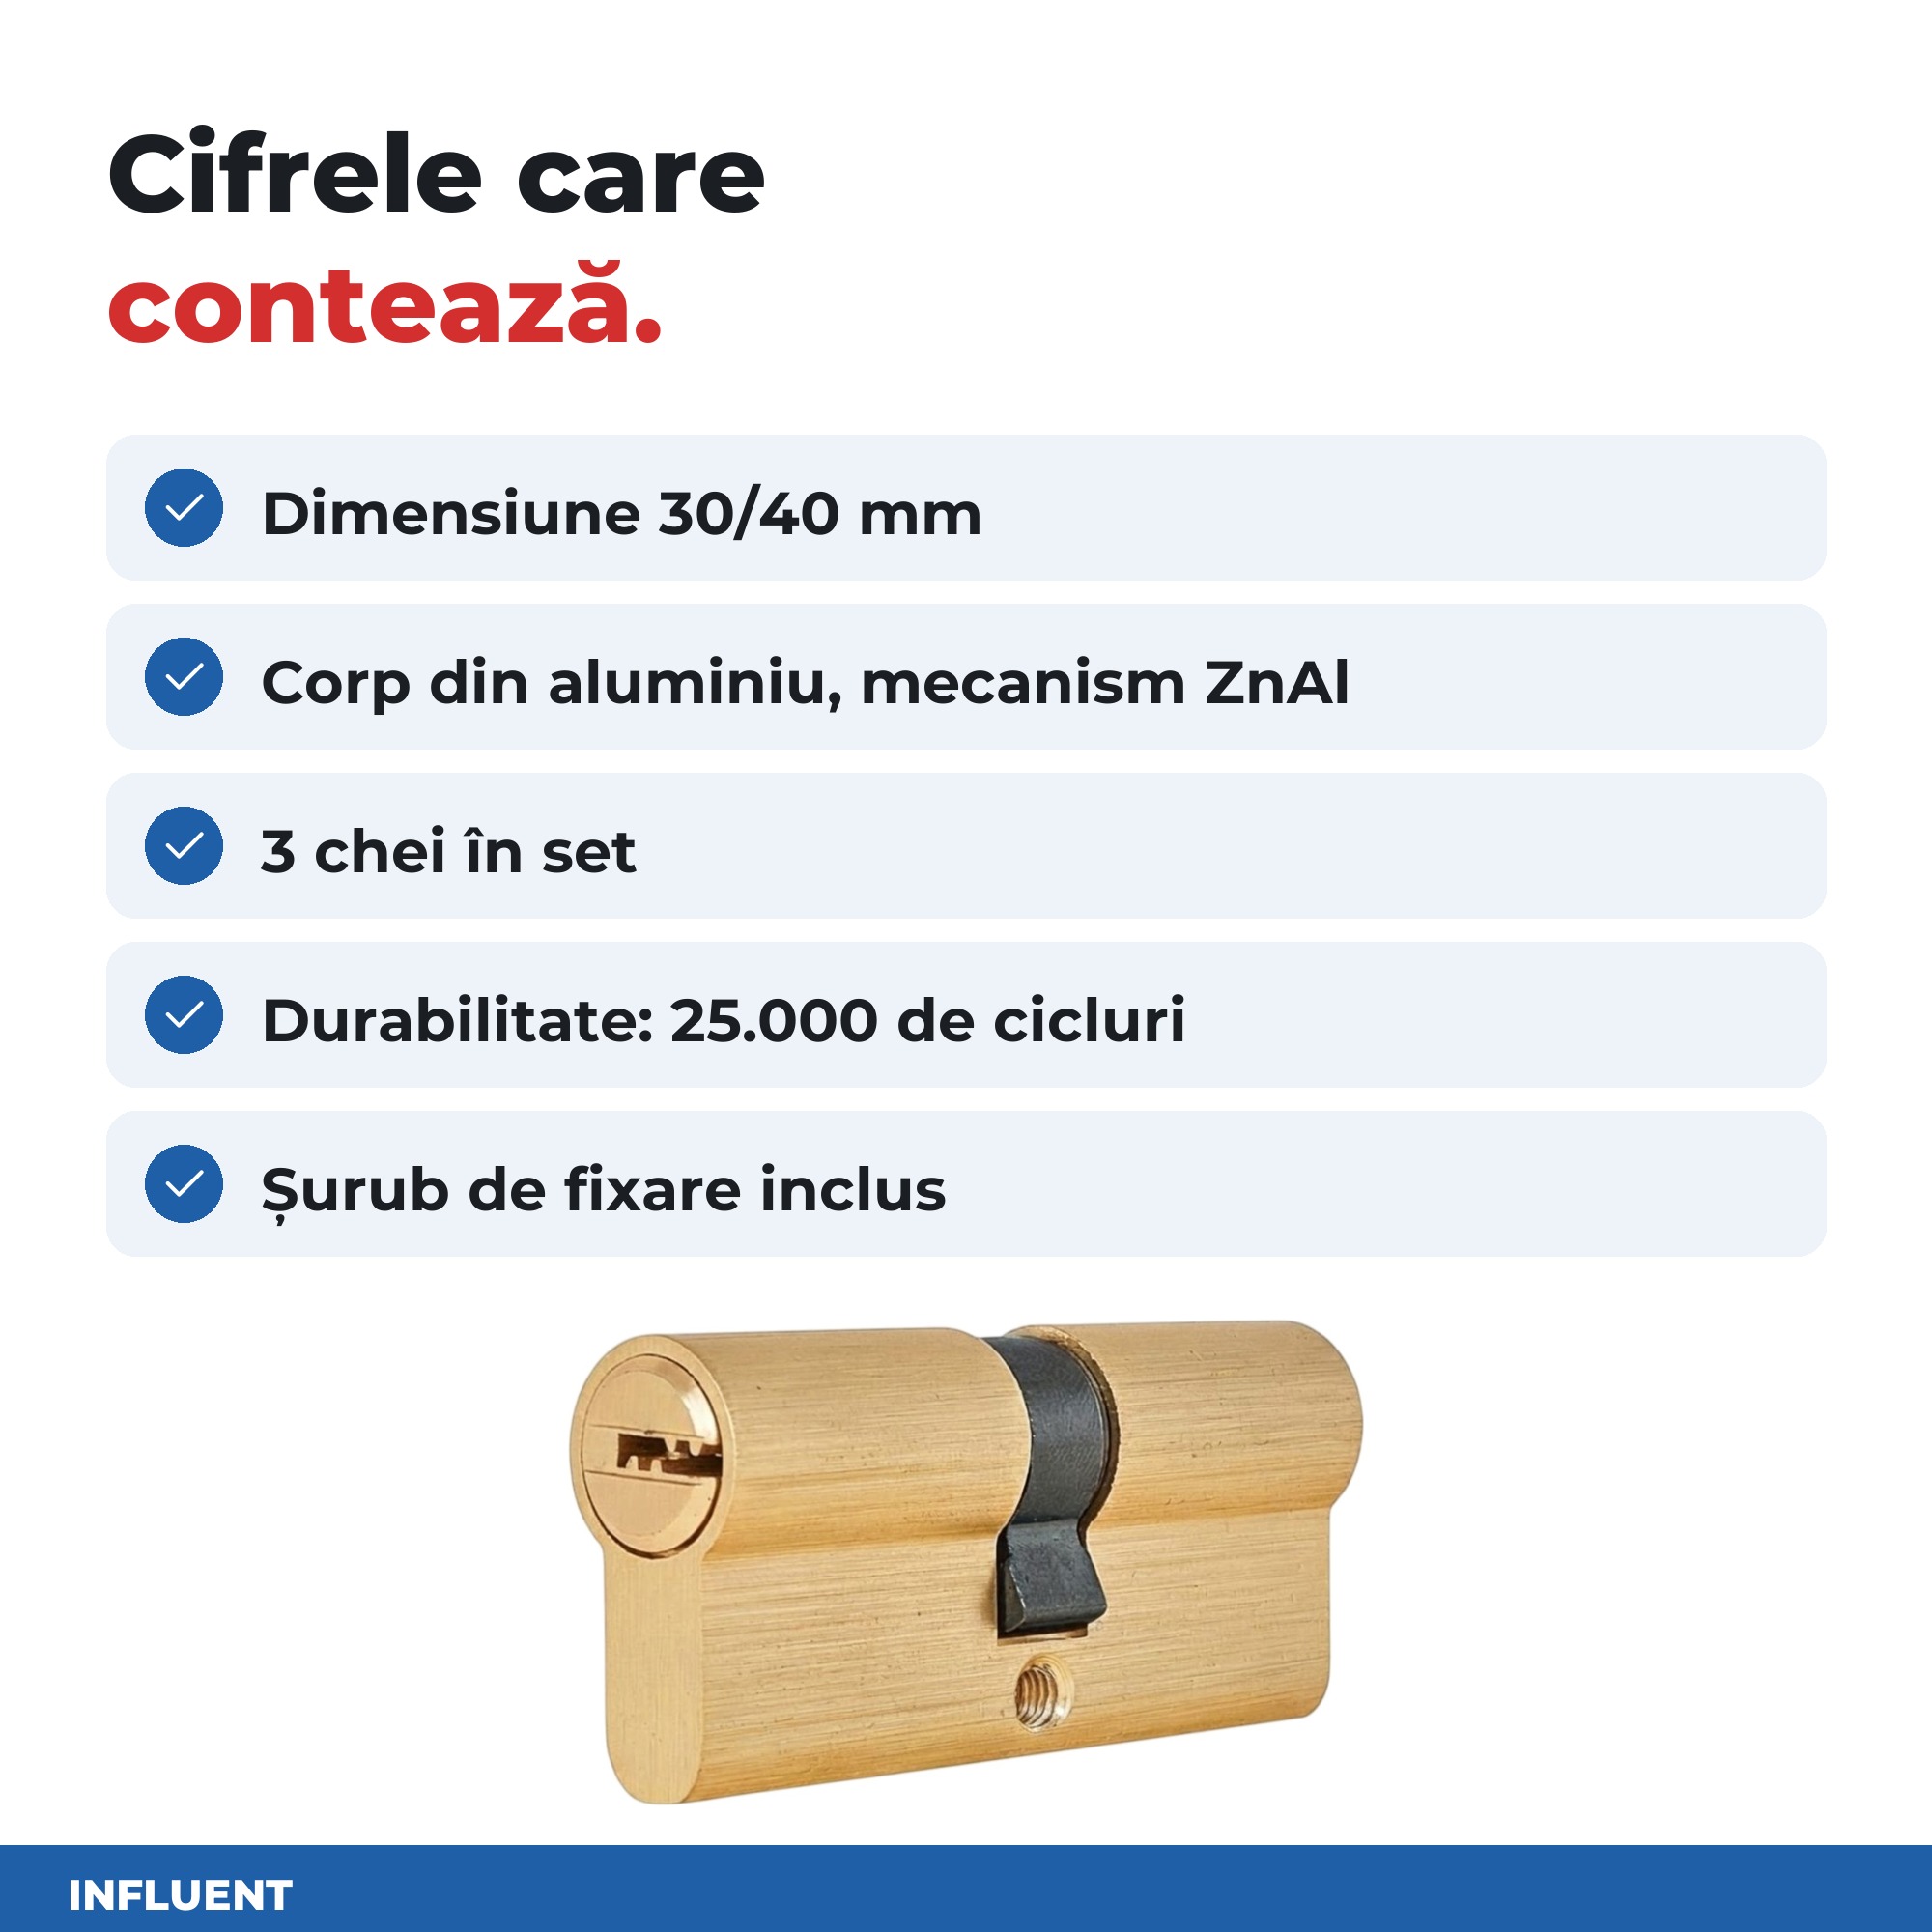 Cifrele care
contează.
Dimensiune 30/40 mm
Corp din aluminiu, mecanism ZnAl
3 chei în set
Durabilitate: 25.000 de cicluri
Șurub de fixare inclus
INFLUENT